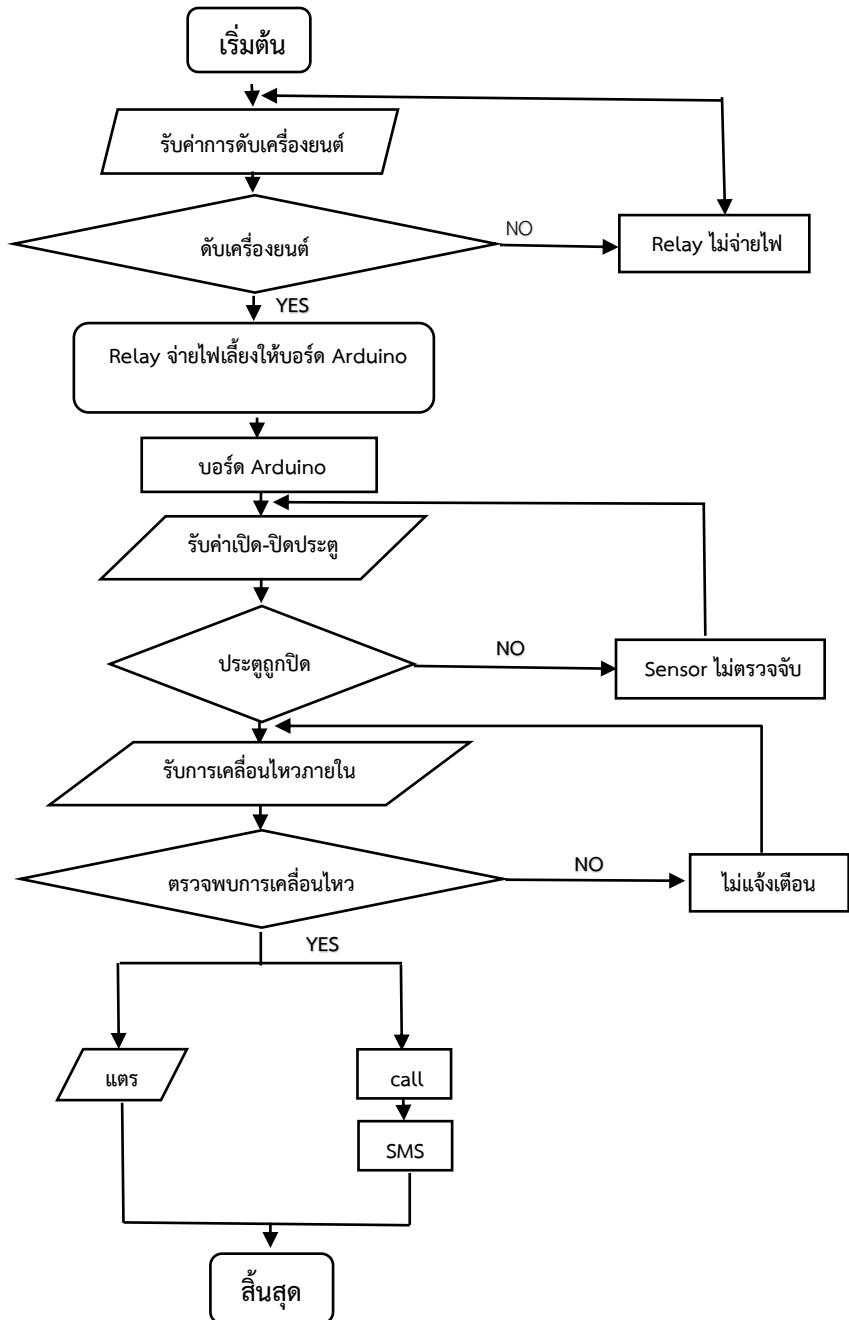 เริ่มต้น
รับค่าการดับเครื่องยนต์
ดับเครื่องยนต์
NO
Relay ไม่จ่ายไฟ
YES
Relay จ่ายไฟเลี้ยงให้บอร์ด Arduino
บอร์ด Arduino
รับค่าเปิด-ปิดประตู
ประตูถูกปิด
NO
Sensor ไม่ตรวจจับ
รับการเคลื่อนไหวภายใน
ตรวจพบการเคลื่อนไหว
NO
ไม่แจ้งเตือน
YES
แตร
call
SMS
สิ้นสุด